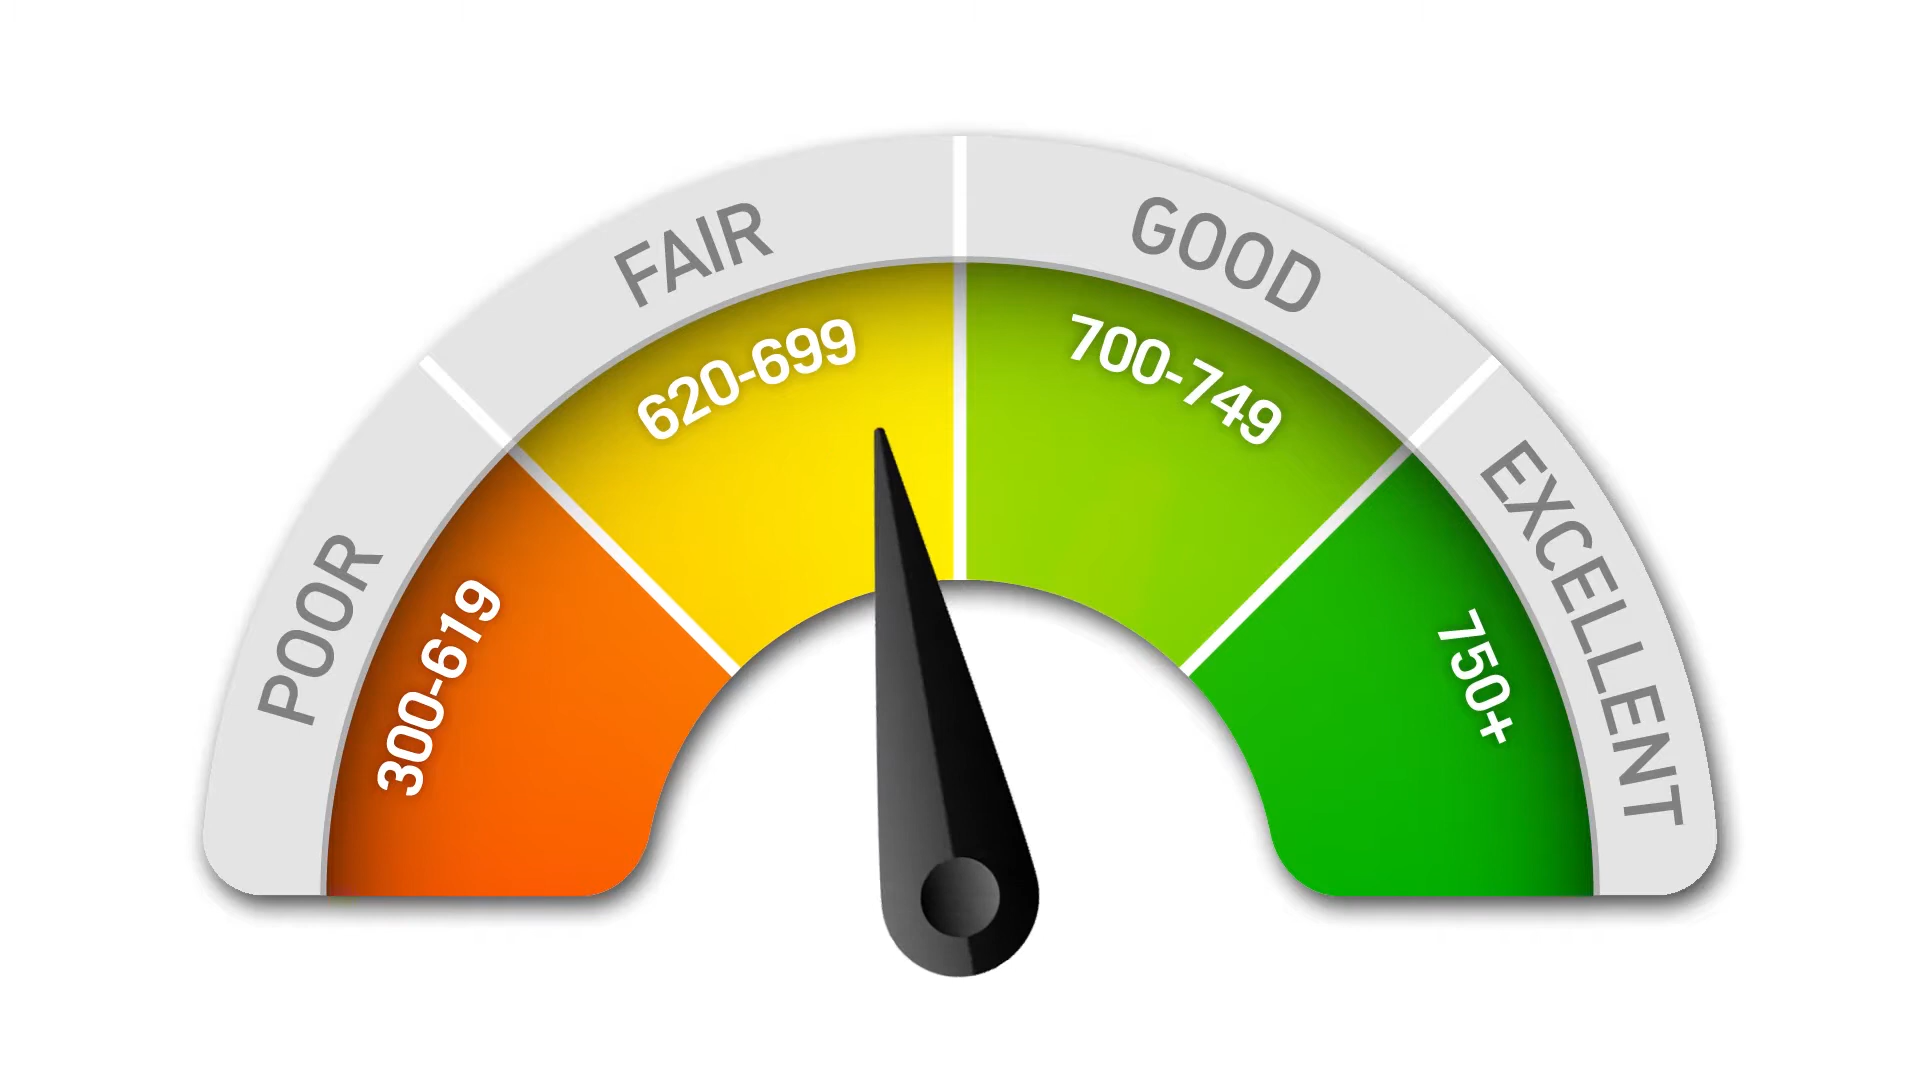 POOR
300-619
FAIR
620-699
GOOD
700-749
EXCELLENT
750+